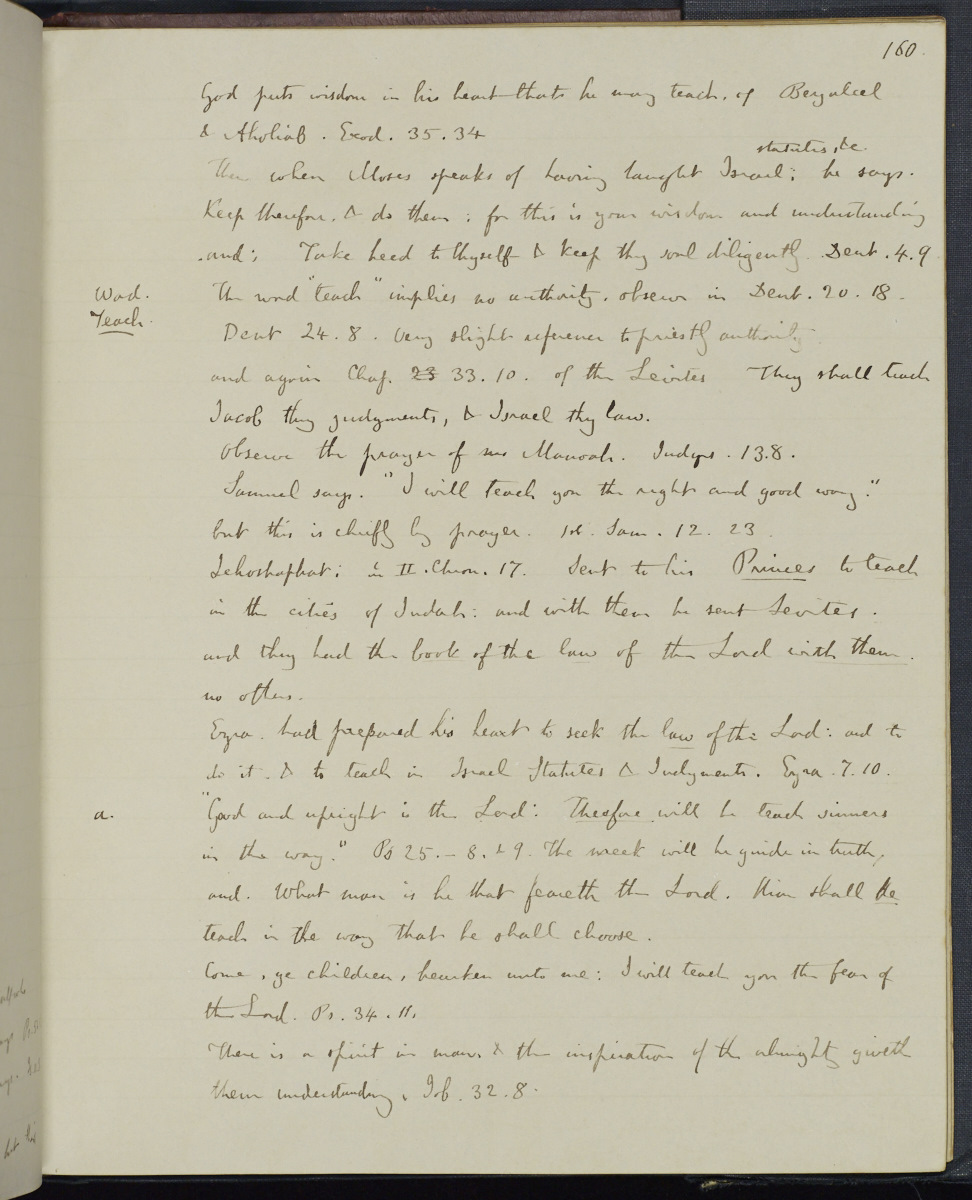 160.
God puts wisdom in his heart that he may teach, of Bezaleel
& Aholiab. Exod. 35.34
statutes, &c.
Then when Moses speaks of having taught Israel; he says.
Keep therefore, & do them; for this is your wisdom and understanding
and; Take heed to thyself & keep thy soul diligently. Deut. 4.9
Word.
Teach.
The word "teach" implies no authority. observe in Deut. 20.18.
Deut 24.8. Very slight reference to priestly authority.
and again Chap. 23 33.10. of the Levites They shall teach
Jacob thy judgments, & Israel thy law.
Observe the prayer of Manoah. Judges. 13.8.
Samuel says. "I will teach you the right and good way."
but this is chiefly by prayer. 1st. Sam. 12. 23
Jehoshaphat; in II. Chron. 17. Sent to his Princes to teach
in the cities of Judah: and with them he sent Levites.
and they had the book of the law of the Lord with them.
no others.
Ezra. had prepared his heart to seek the law of the Lord: and to
do it. & to teach in Israel Statutes & Judgments. Ezra. 7.10.
a.
"Good and upright is the Lord: Therefore will he teach sinners
in the way." Ps 25.- 8. & 9. The meek will he guide in truth,
and. What man is he that feareth the Lord. Him shall He
teach in the way that he shall choose.
Come, ye children, hearken unto me: I will teach you the fear of
the Lord. Ps. 34.11.
There is a spirit in man. & the inspiration of the almighty giveth
them understanding. Job. 32.8.